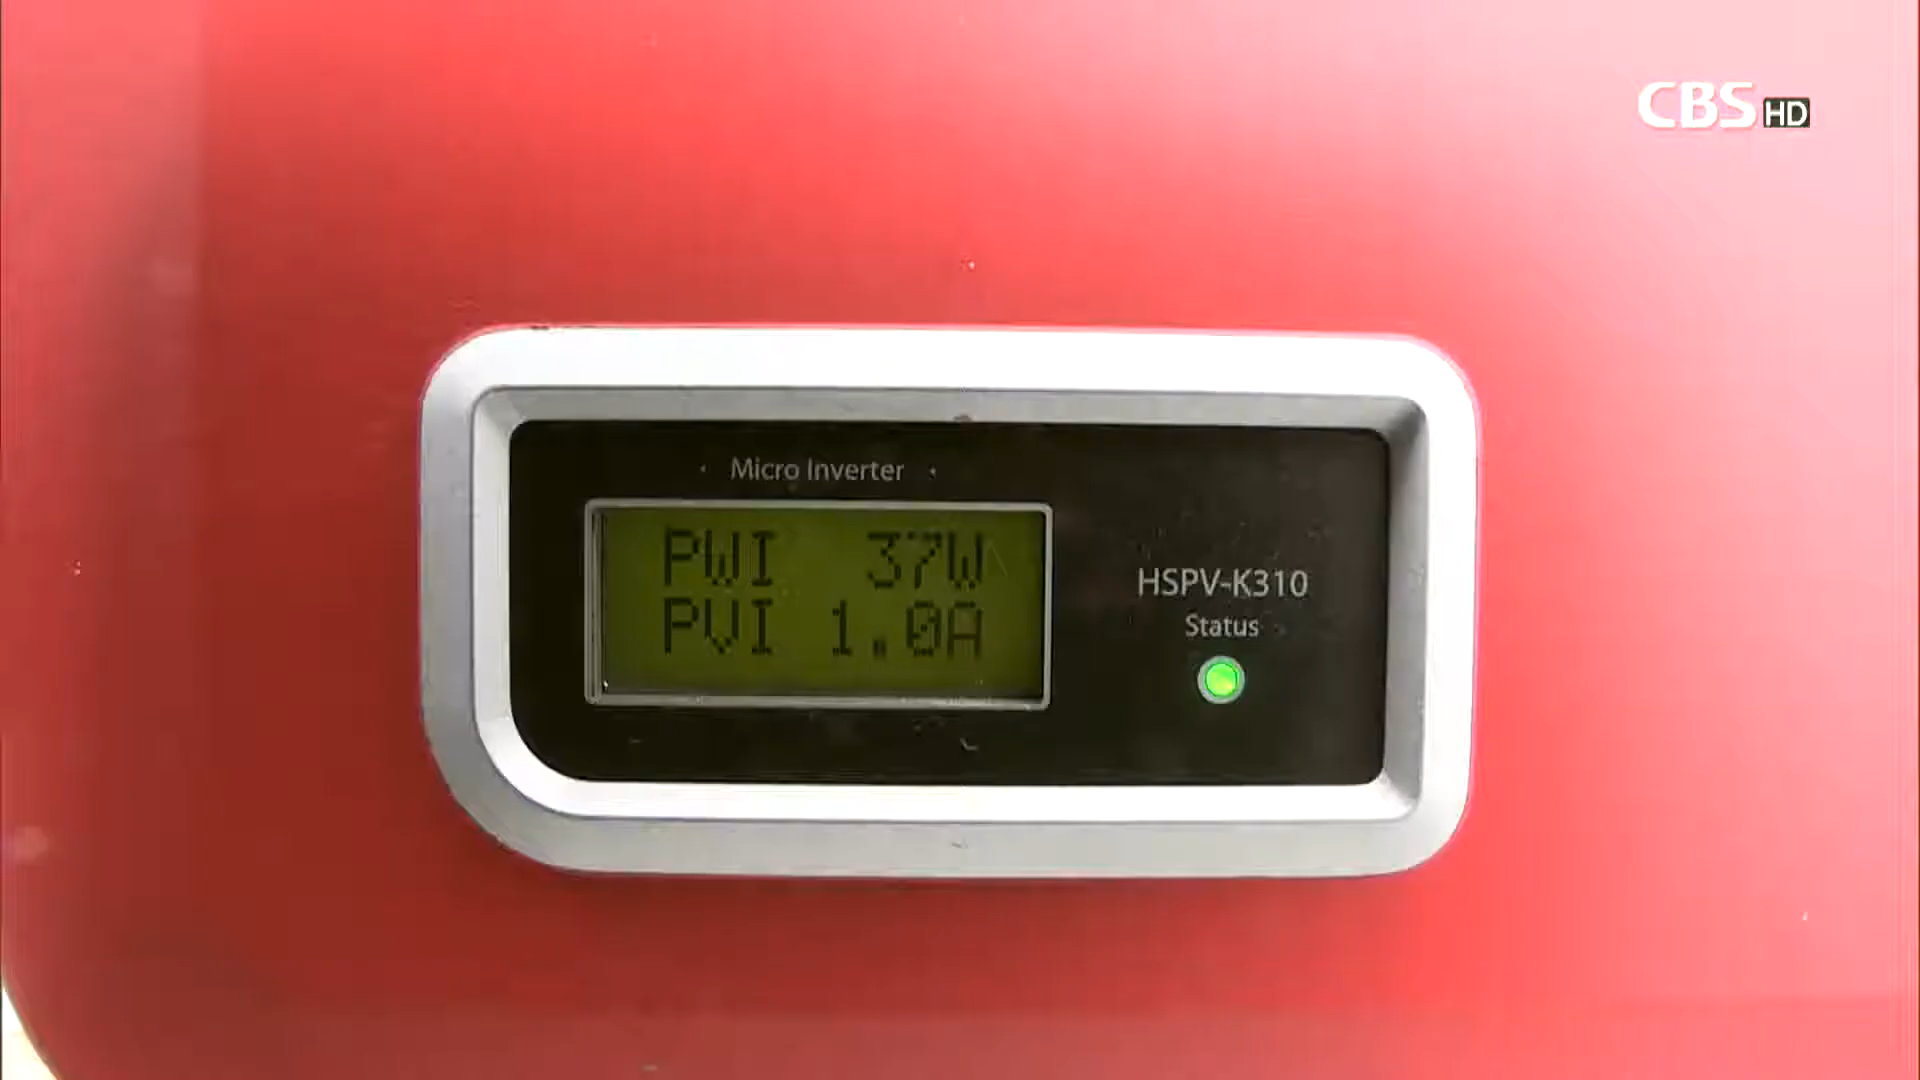 CBS HD
Micro Inverter
PWI 37W
PVI 1.0A
HSPV-K310
Status